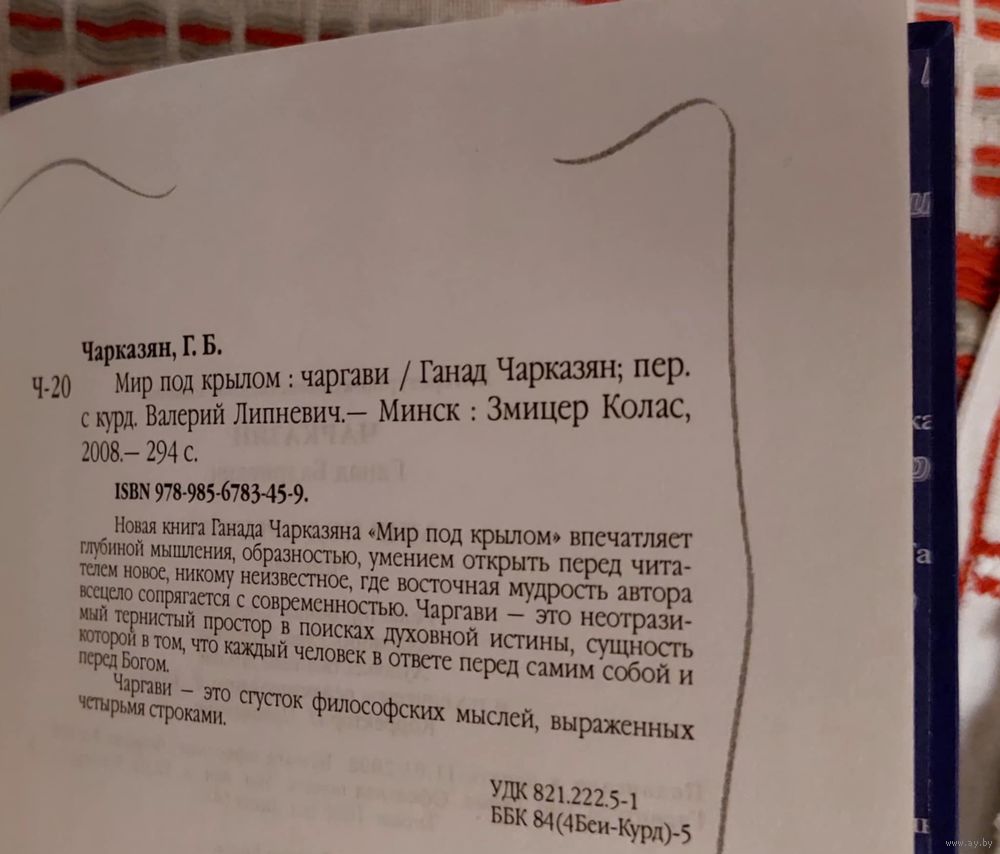 Чарказян, Г. Б.
Ч-20 Мир под крылом : чаргави / Ганад Чарказян; пер.
с курд. Валерий Липневич.— Минск : Змицер Колас,
2008.— 294 с.
ISBN 978-985-6783-45-9.
Новая книга Ганада Чарказяна «Мир под крылом» впечатляет
глубиной мышления, образностью, умением открыть перед чита-
телем новое, никому неизвестное, где восточная мудрость автора
всецело сопрягается с современностью. Чаргави — это неотрази-
мый тернистый простор в поисках духовной истины, сущность
которой в том, что каждый человек в ответе перед самим собой и
перед Богом.
Чаргави — это сгусток философских мыслей, выраженных
четырьмя строками.
УДК 821.222.5-1
ББК 84(4Беи-Курд)-5
www.ay.by